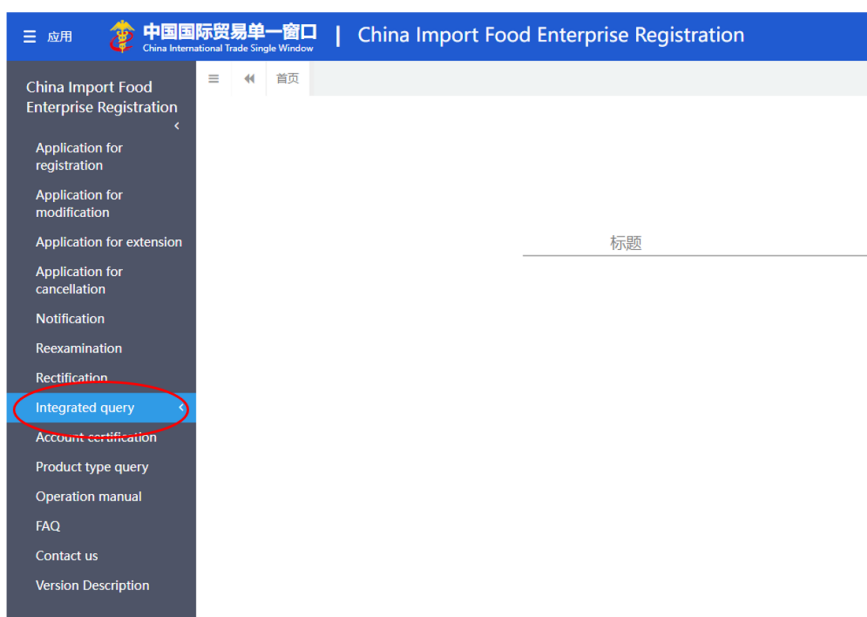 应用
中国国际贸易单一窗口
China International Trade Single Window
China Import Food Enterprise Registration
China Import Food
Enterprise Registration
首页
Application for
registration
Application for
modification
Application for extension
Application for
cancellation
Notification
Reexamination
Rectification
Integrated query
Account certification
Product type query
Operation manual
FAQ
Contact us
Version Description
标题